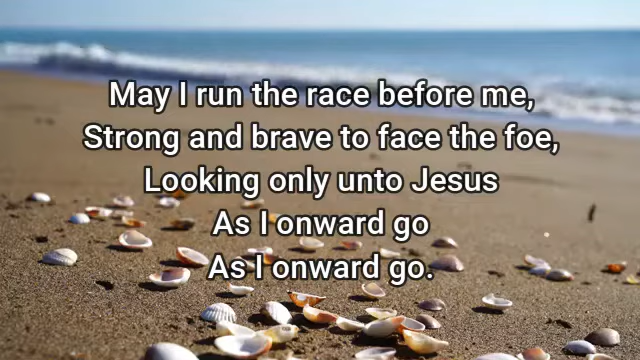 May I run the race before me,
Strong and brave to face the foe,
Looking only unto Jesus
As I onward go
As I onward go.